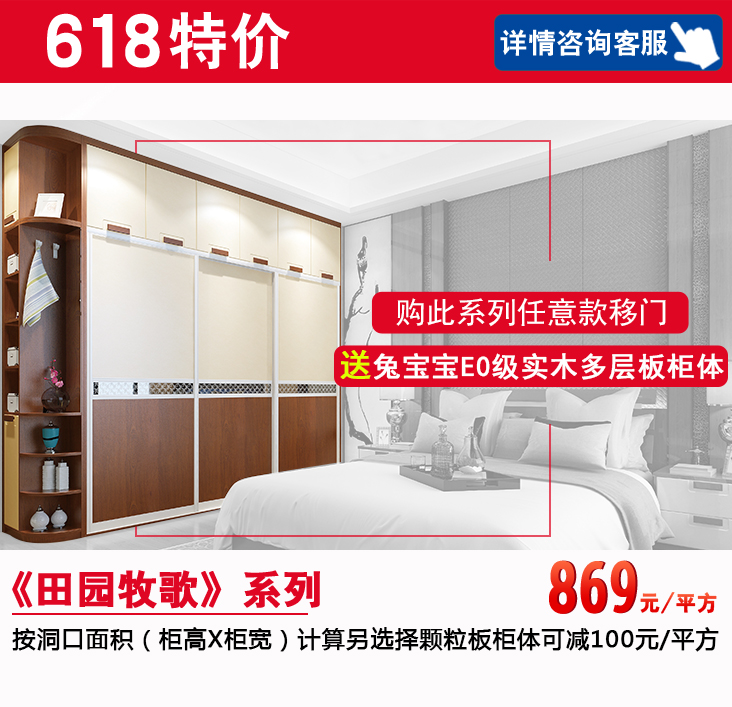 618特价
详情咨询客服
购此系列任意款移门
送兔宝宝E0级实木多层板柜体
《田园牧歌》系列
869元/平方
按洞口面积（柜高X柜宽）计算另选择颗粒板柜体可减100元/平方